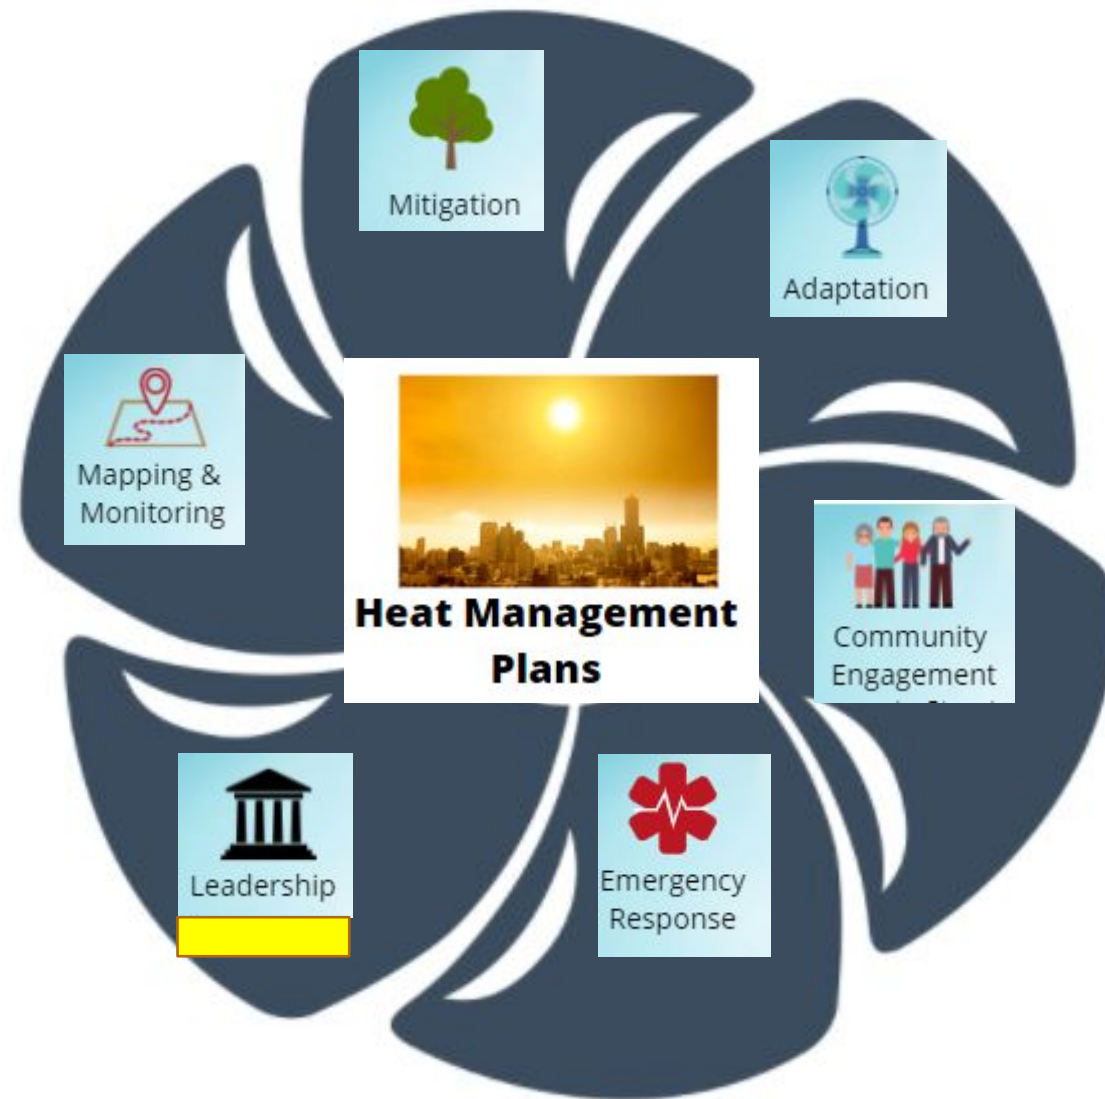 Mitigation
Adaptation
Mapping &
Monitoring
Heat Management
Plans
Community
Engagement
Leadership
Emergency
Response